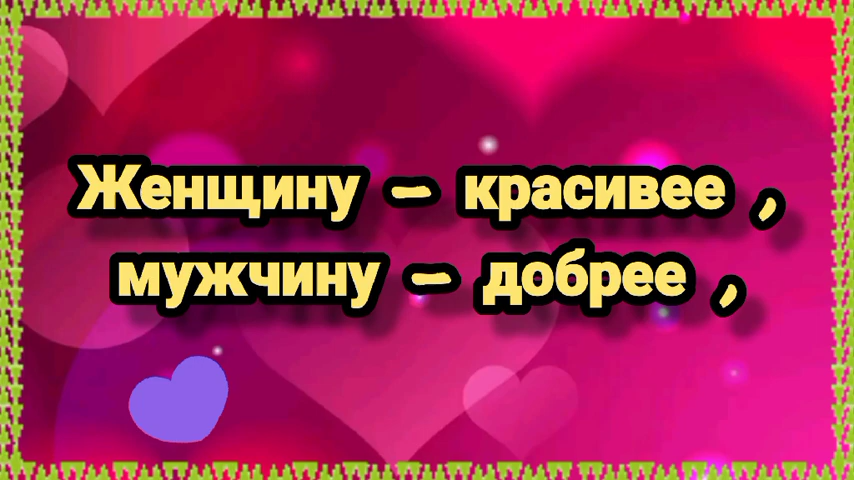 Женщину – красивее ,
мужчину – добрее ,